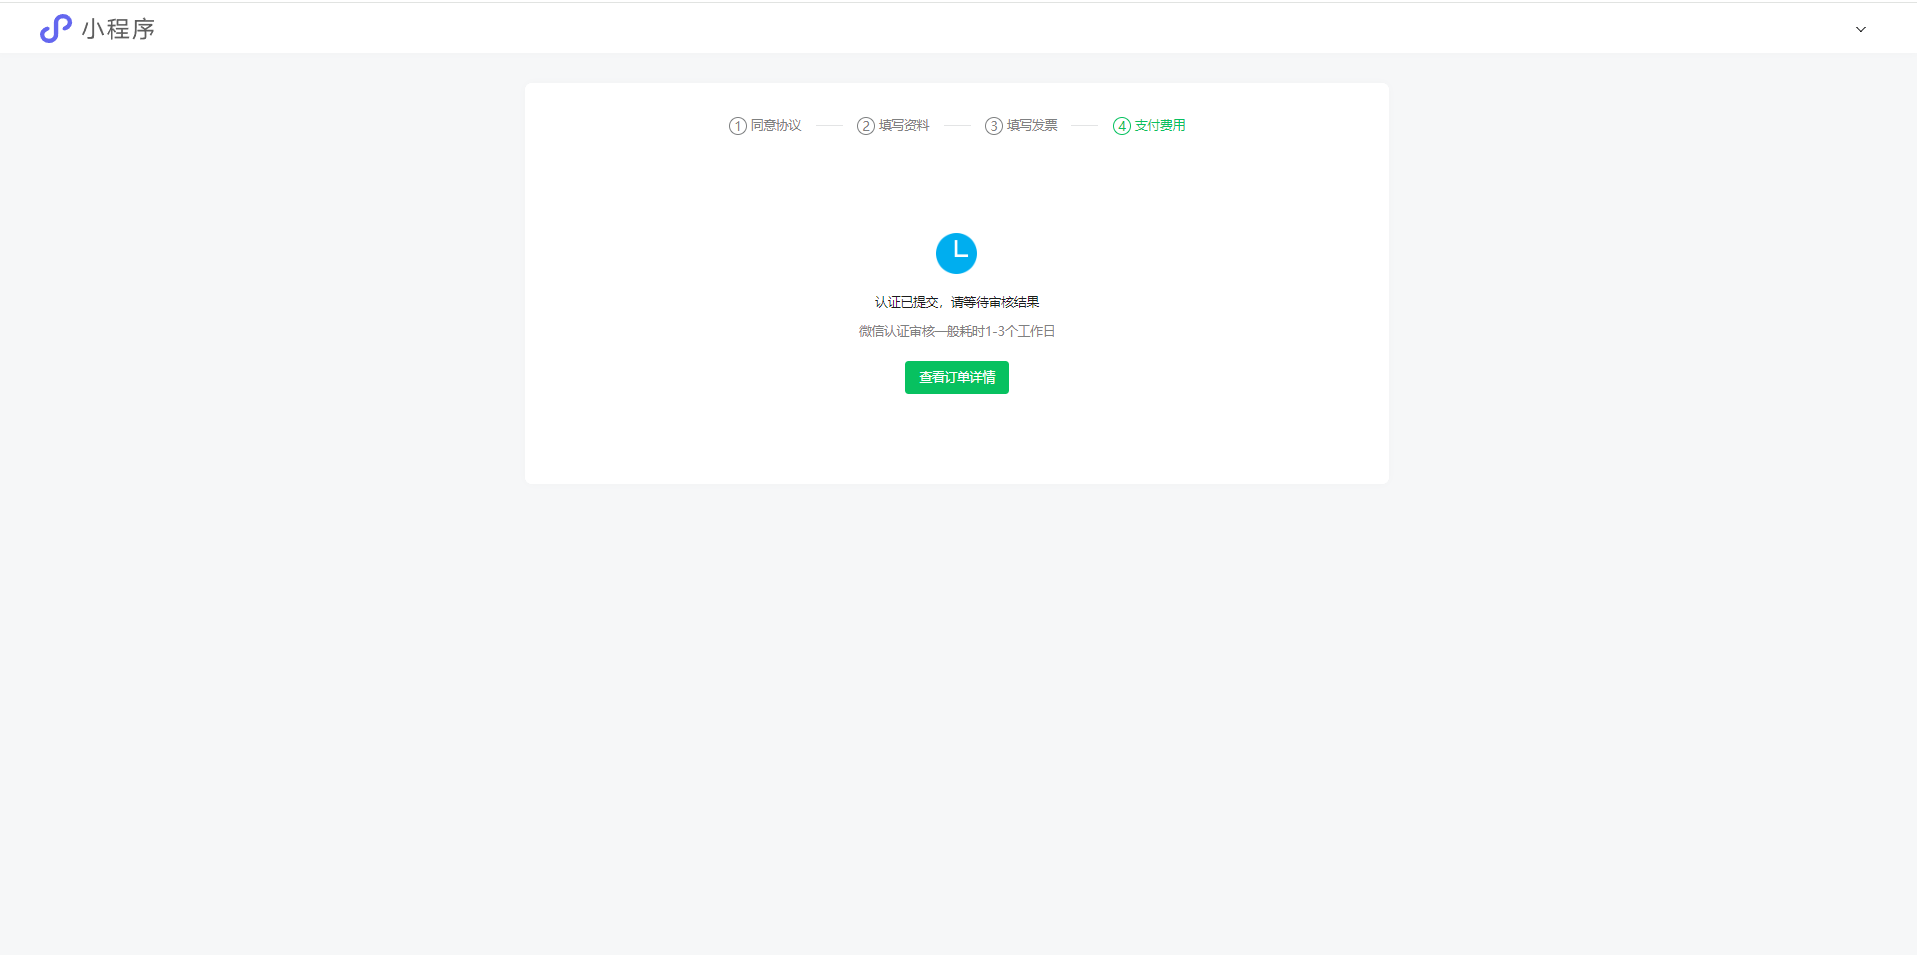 小程序
1 同意协议 2 填写资料 3 填写发票 4 支付费用
认证已提交，请等待审核结果
微信认证审核一般耗时1-3个工作日
查看订单详情